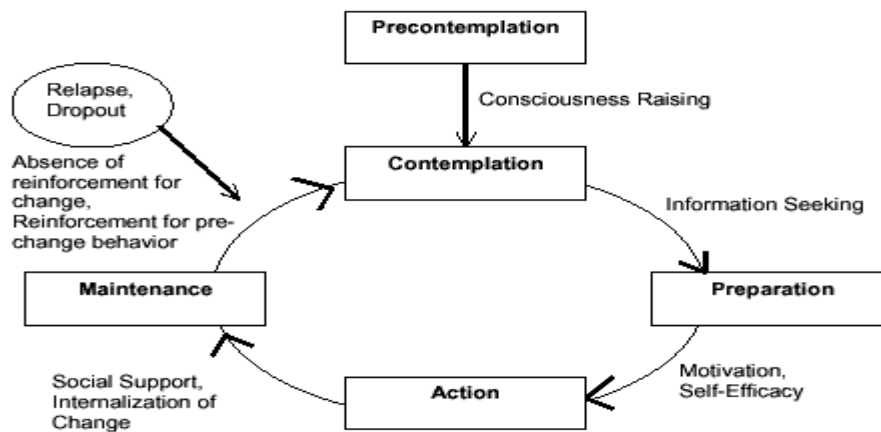 Precontemplation
Consciousness Raising
Relapse,
Dropout
Absence of
reinforcement for
change,
Reinforcement for pre-
change behavior
Contemplation
Information Seeking
Maintenance
Preparation
Social Support,
Internalization of
Change
Action
Motivation,
Self-Efficacy